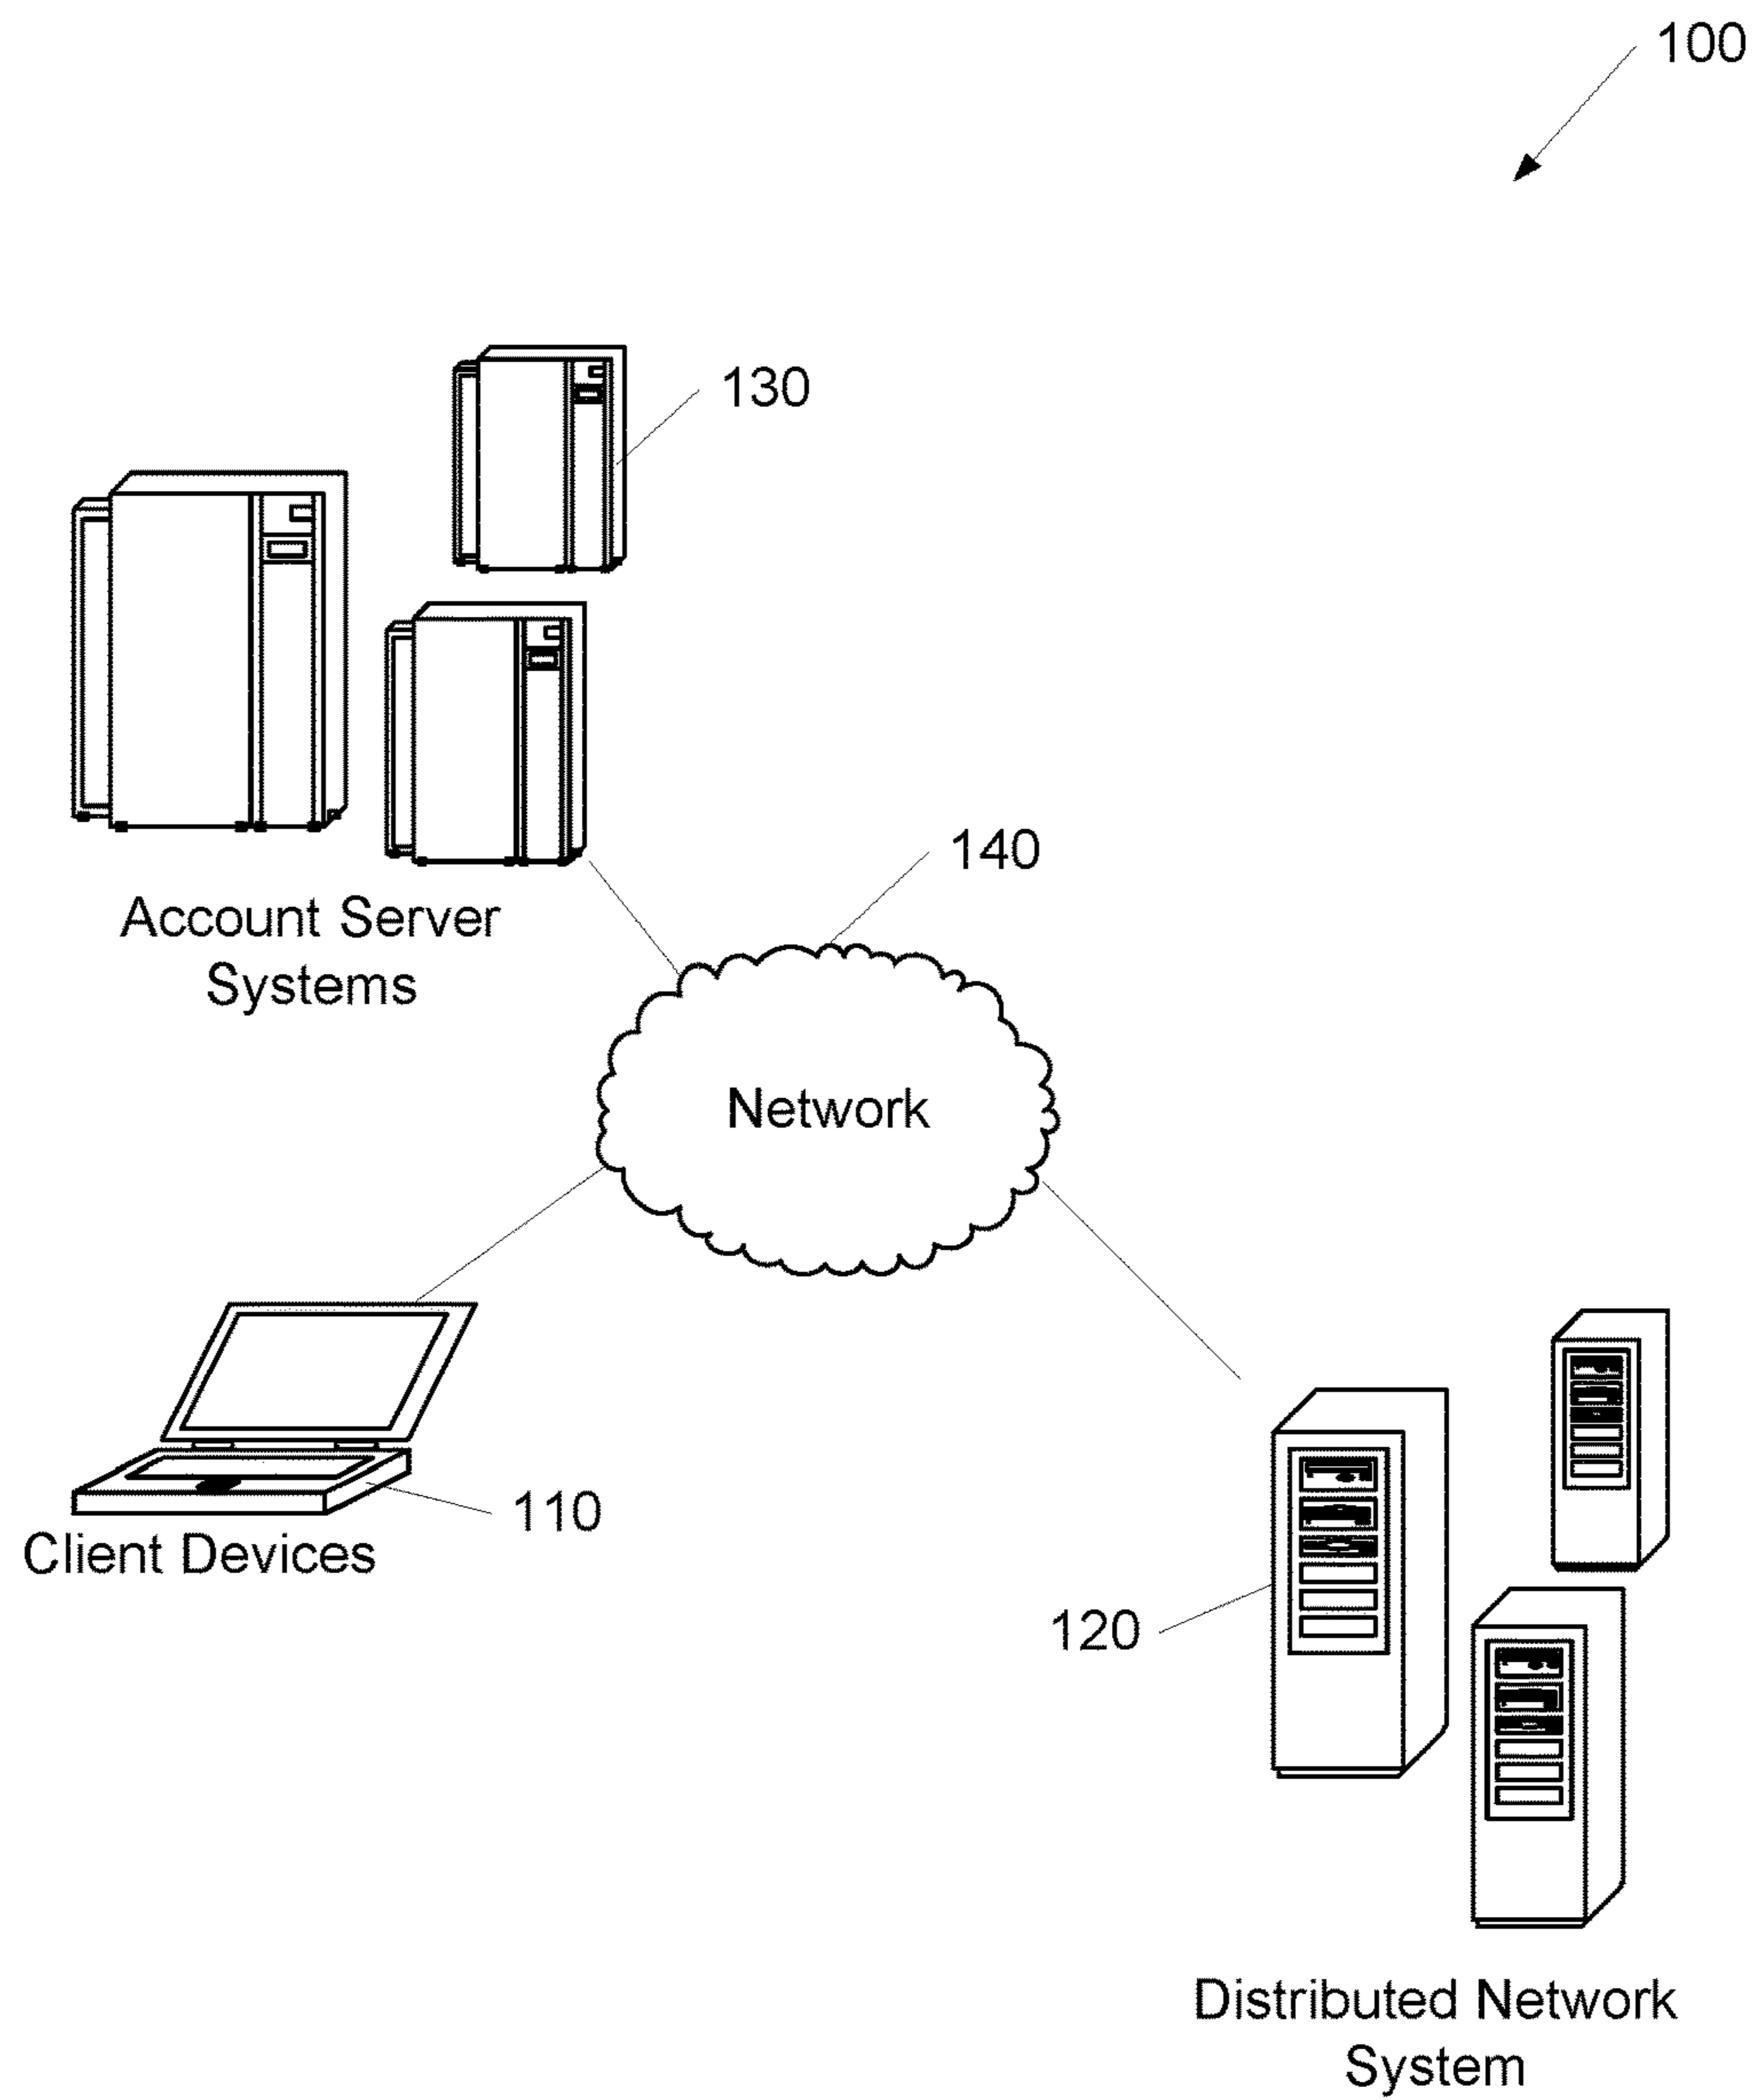 100
130
Account Server
Systems
140
Network
110
Client Devices
120
Distributed Network
System